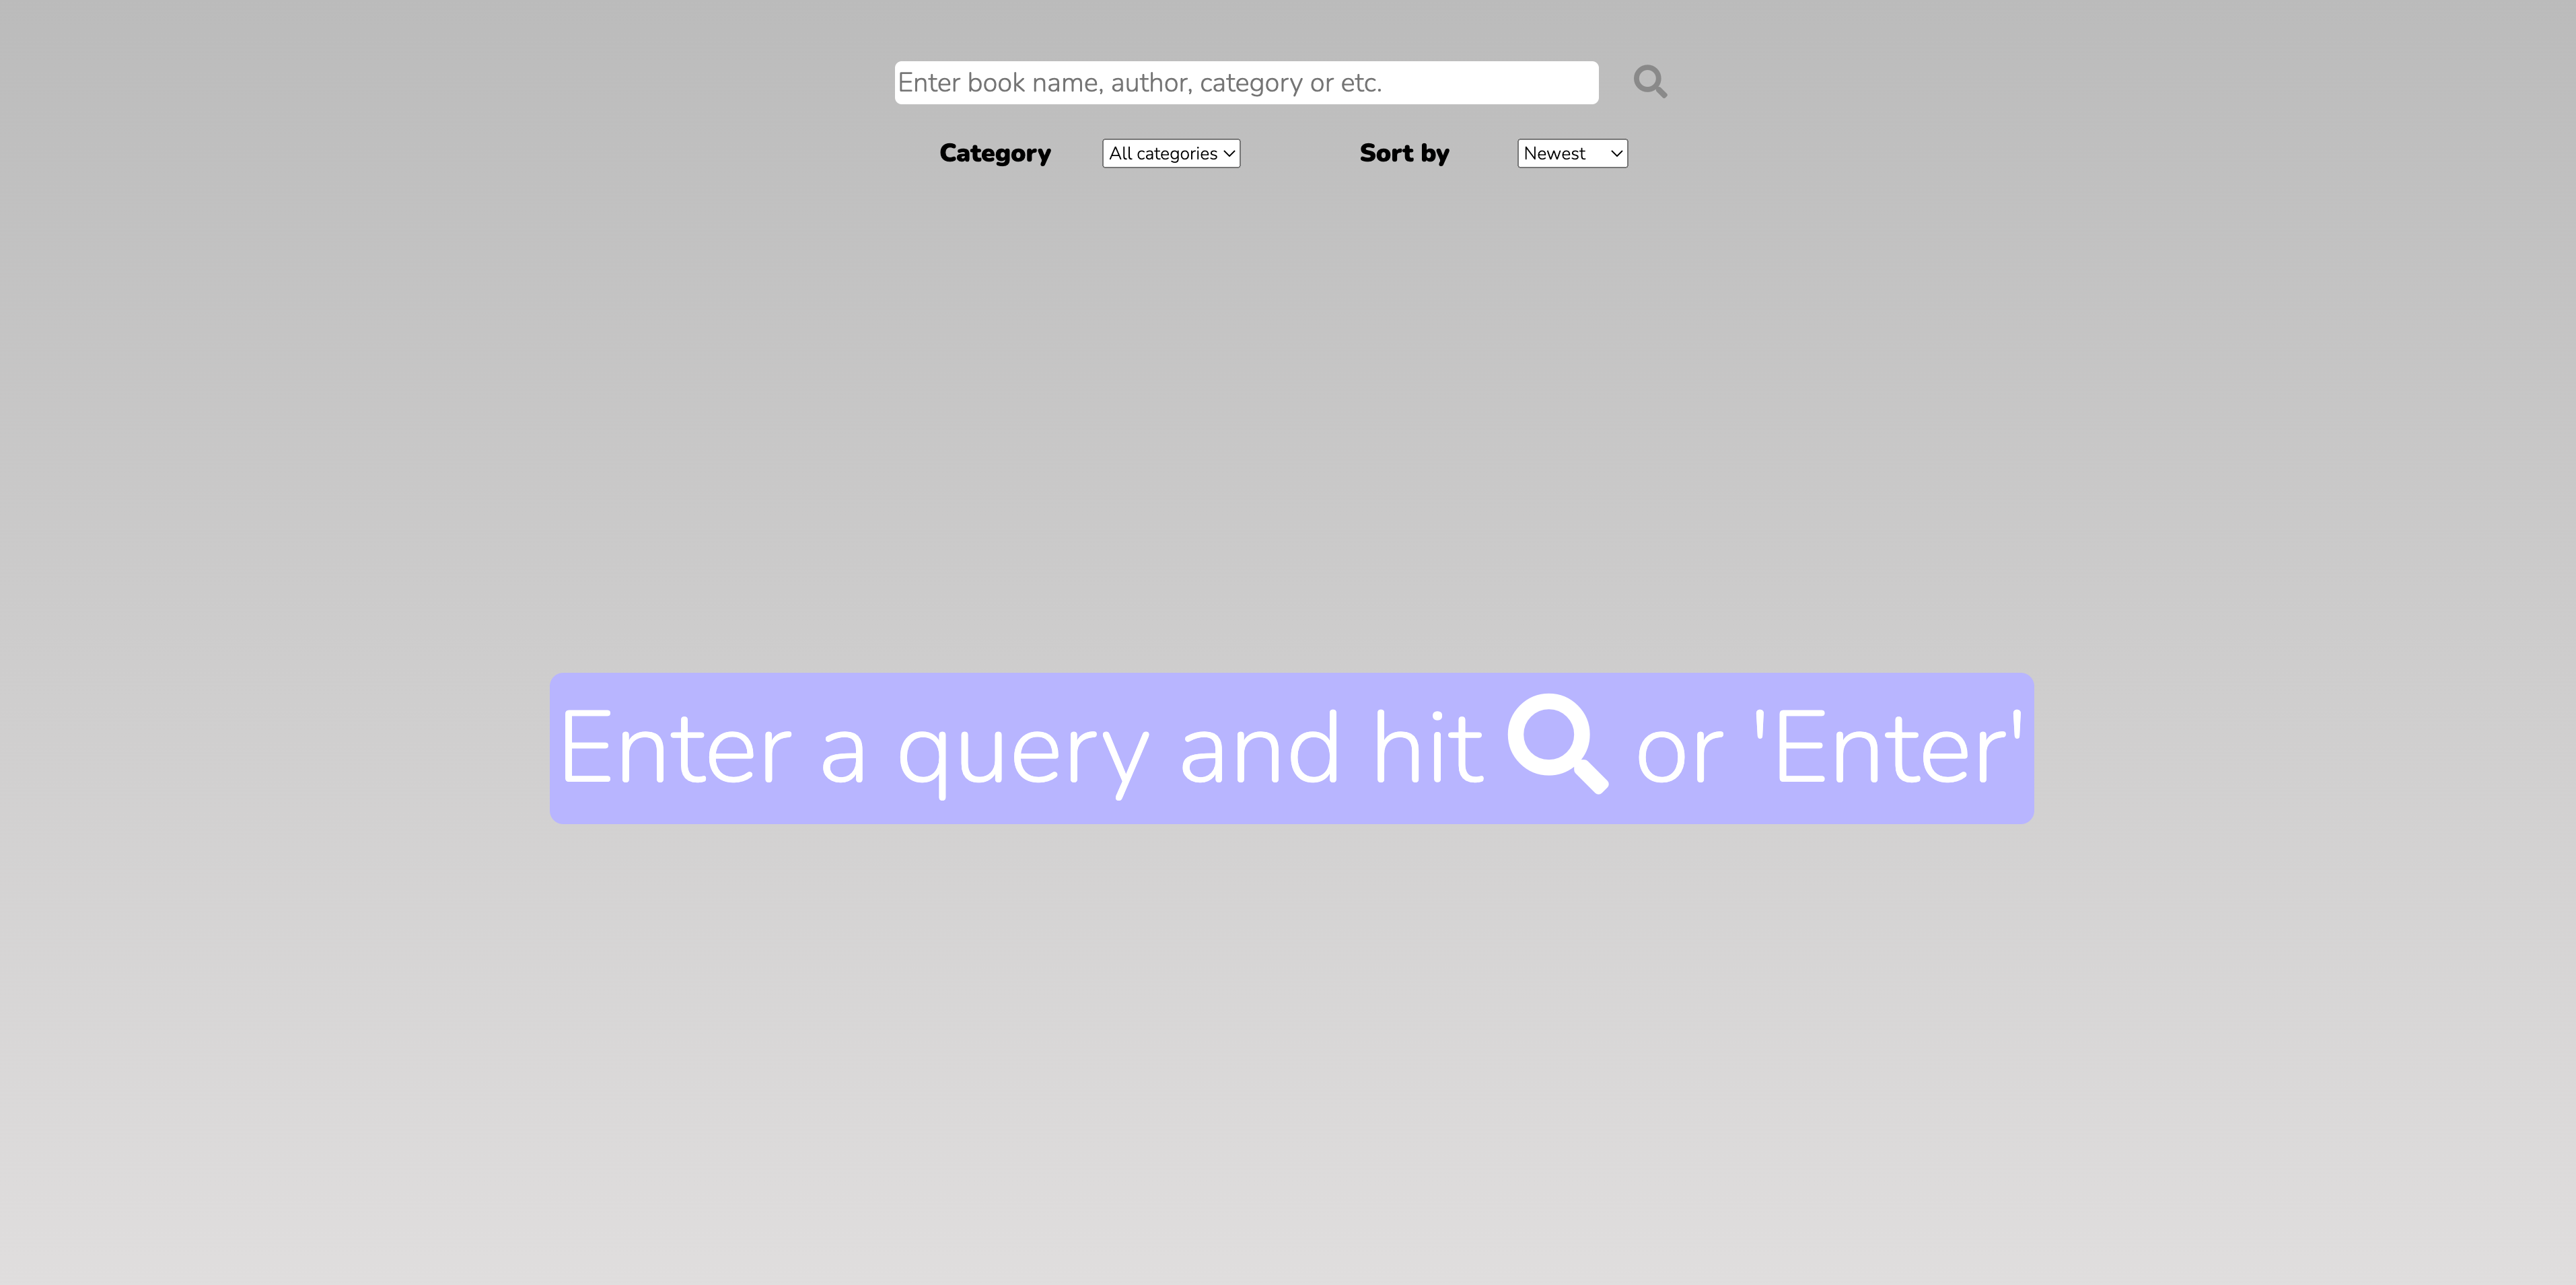 Enter book name, author, category or etc.
Category All categories Sort by Newest
Enter a query and hit or 'Enter'